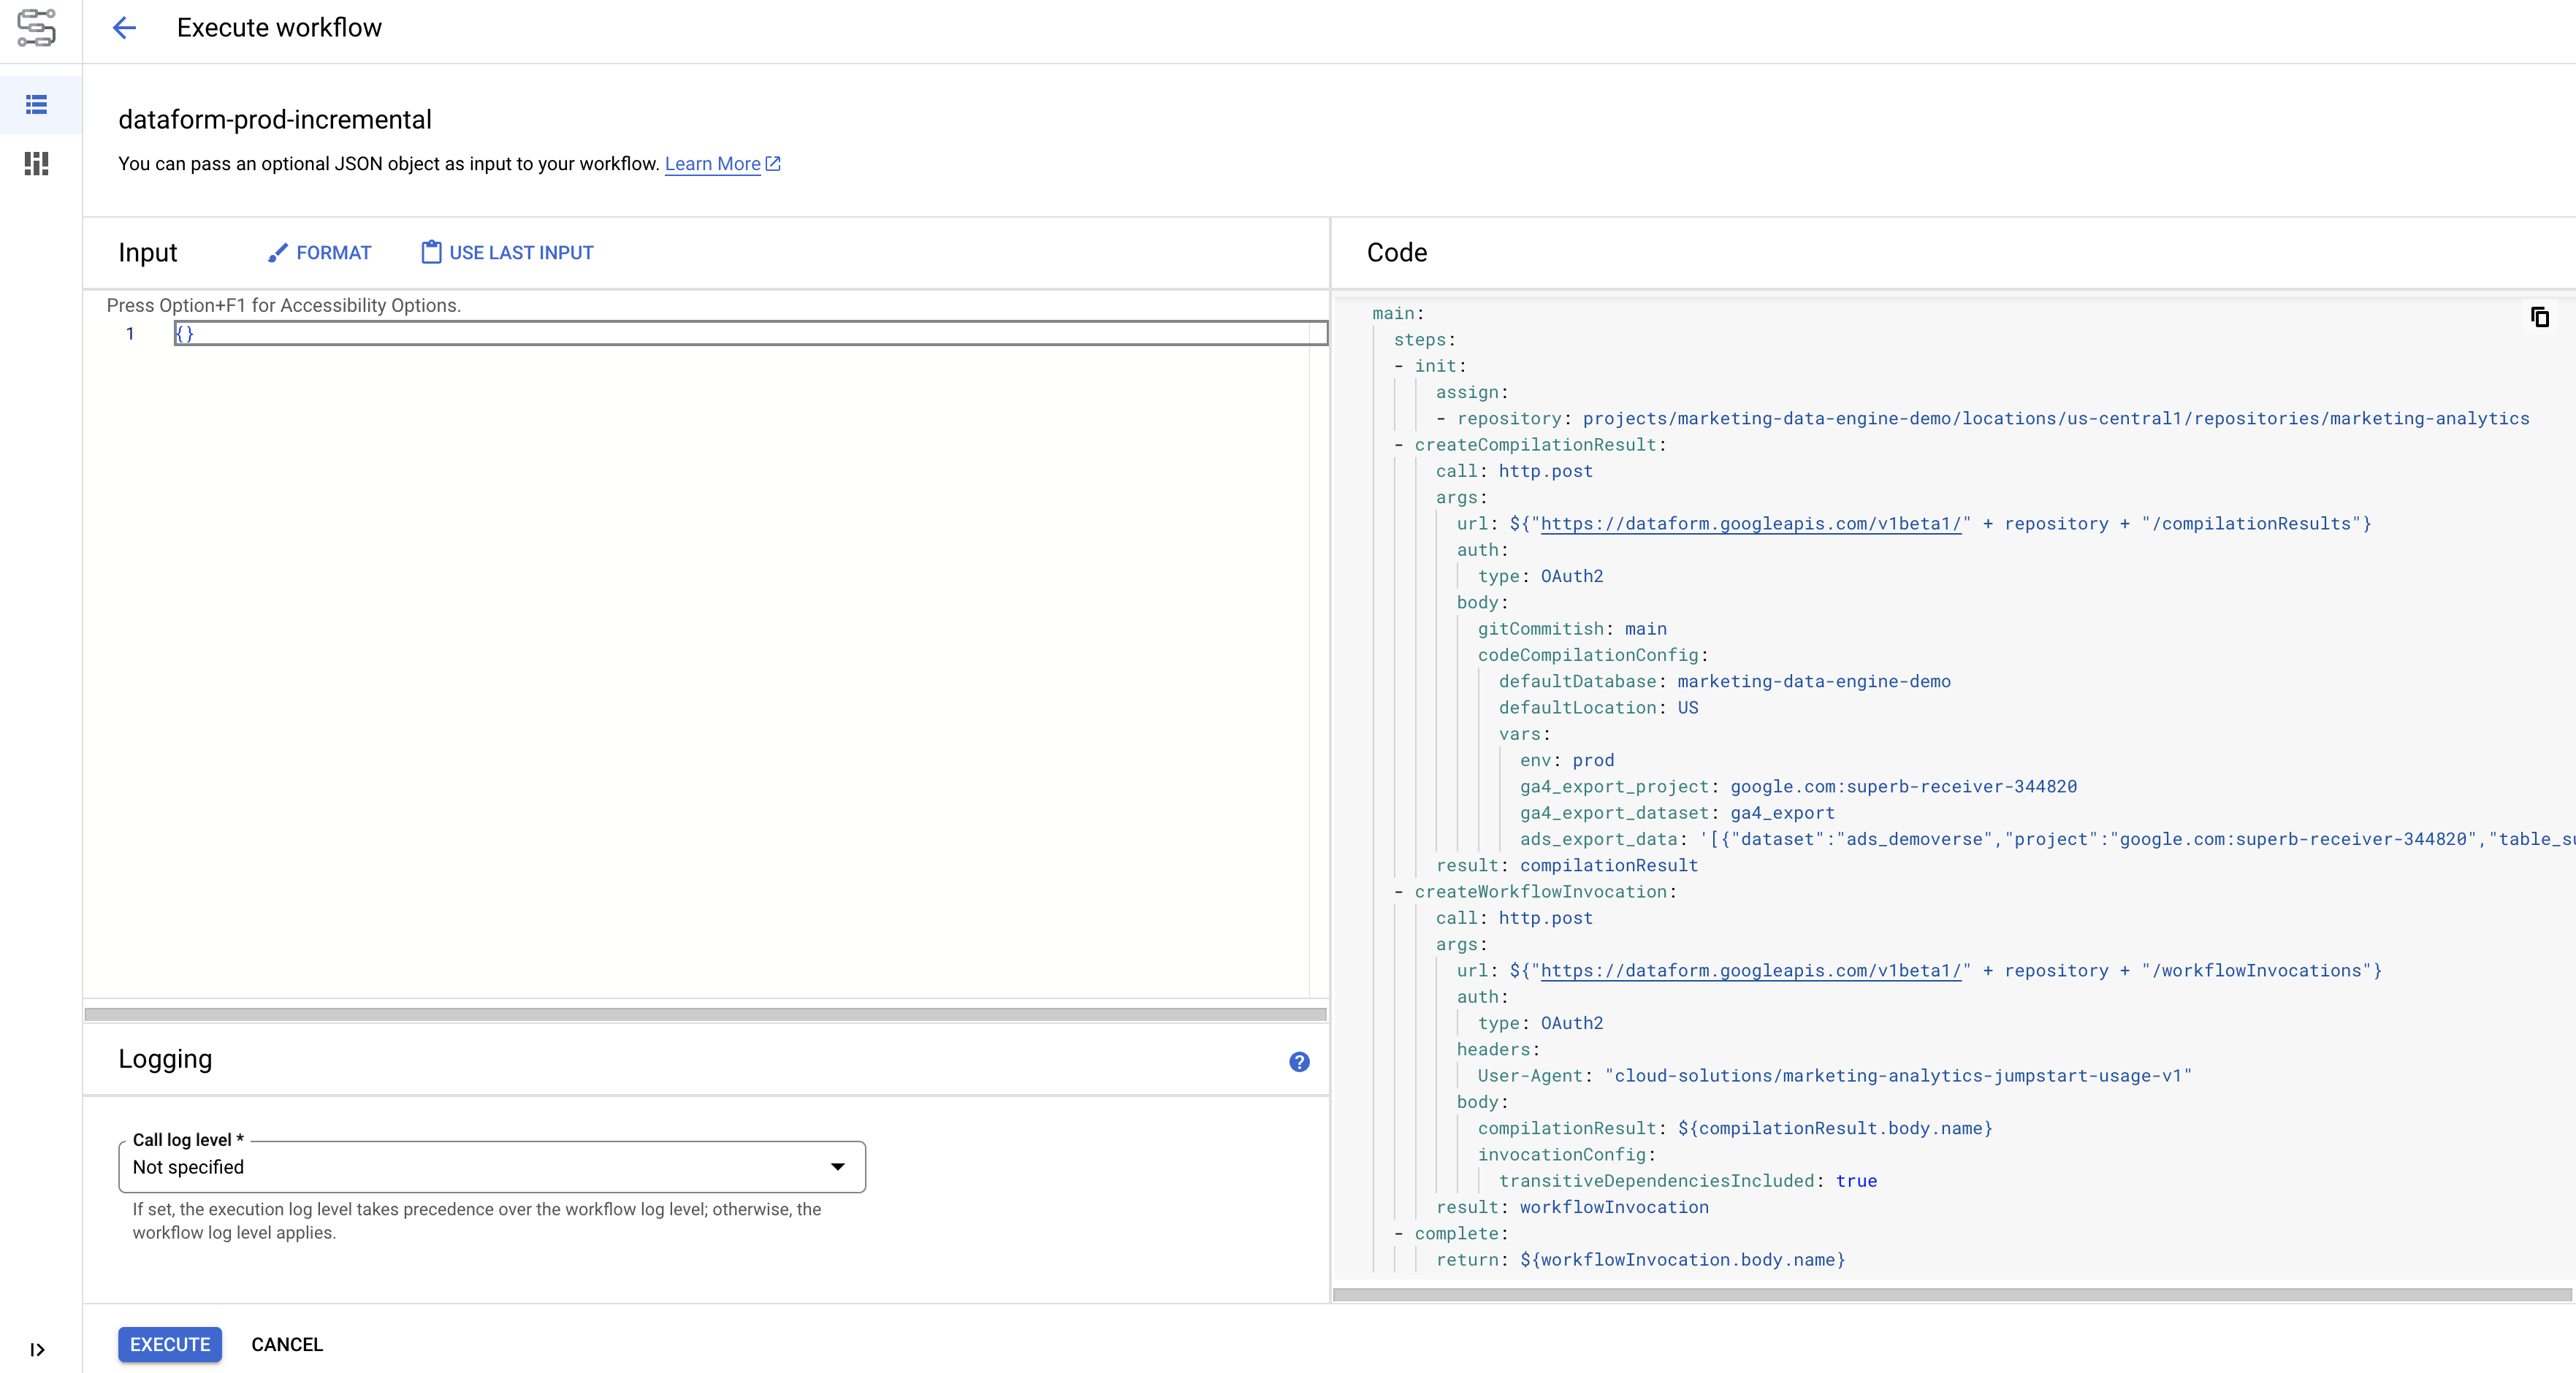 Execute workflow
dataform-prod-incremental
You can pass an optional JSON object as input to your workflow. Learn More
Input
FORMAT
USE LAST INPUT
Press Option+F1 for Accessibility Options.
1 {}
Logging
?
Call log level *
Not specified
If set, the execution log level takes precedence over the workflow log level; otherwise, the
workflow log level applies.
EXECUTE
CANCEL
Code
main:
steps:
- init:
assign:
- repository: projects/marketing-data-engine-demo/locations/us-central1/repositories/marketing-analytics
- createCompilationResult:
call: http.post
args:
url: ${"https://dataform.googleapis.com/v1beta1/" + repository + "/compilationResults"}
auth:
type: OAuth2
body:
gitCommitish: main
codeCompilationConfig:
defaultDatabase: marketing-data-engine-demo
defaultLocation: US
vars:
env: prod
ga4_export_project: google.com:superb-receiver-344820
ga4_export_dataset: ga4_export
ads_export_data: '[{"dataset":"ads_demoverse","project":"google.com:superb-receiver-344820","table_su
result: compilationResult
- createWorkflowInvocation:
call: http.post
args:
url: ${"https://dataform.googleapis.com/v1beta1/" + repository + "/workflowInvocations"}
auth:
type: OAuth2
headers:
User-Agent: "cloud-solutions/marketing-analytics-jumpstart-usage-v1"
body:
compilationResult: ${compilationResult.body.name}
invocationConfig:
transitiveDependenciesIncluded: true
result: workflowInvocation
- complete:
return: ${workflowInvocation.body.name}